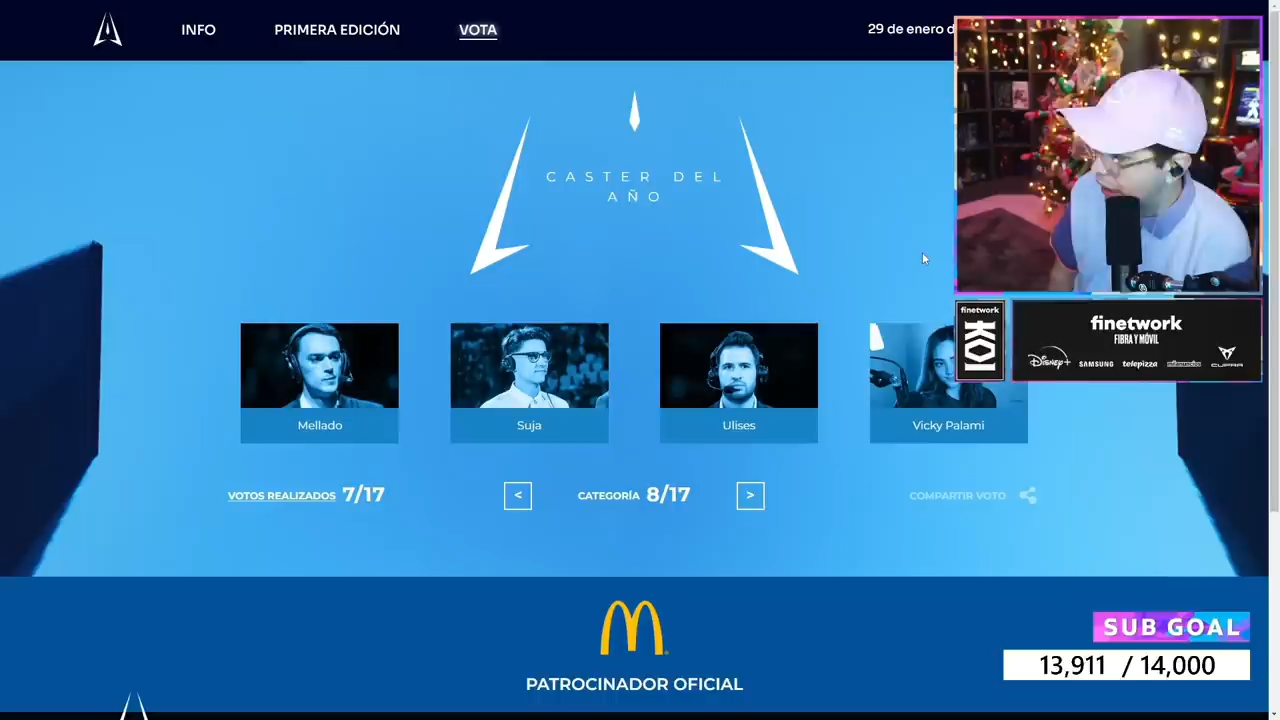 INFO
PRIMERA EDICIÓN
VOTA
29 de enero d
CASTER DEL
AÑO
Mellado
Suja
Ulises
Vicky Palami
VOTOS REALIZADOS 7/17
<
CATEGORÍA 8/17
>
COMPARTIR VOTO
finetwork
KOI
finetwork
FIBRA Y MÓVIL
Disney+
SAMSUNG
telepizza
CUPRA
PATROCINADOR OFICIAL
SUB GOAL
13,911 / 14,000